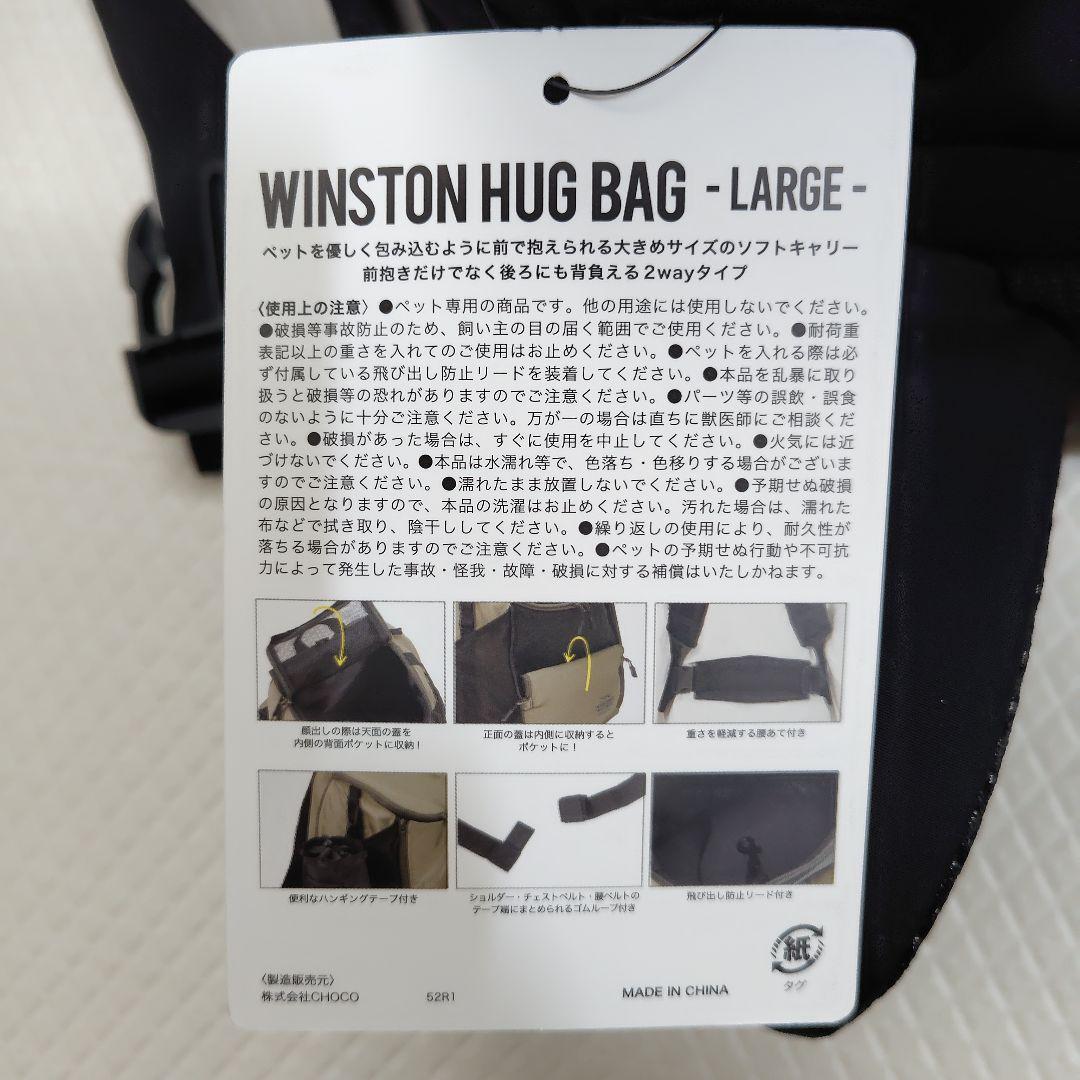 WINSTON HUG BAG - LARGE -
ペットを優しく包み込むように前で抱えられる大きめサイズのソフトキャリー
前抱きだけでなく後ろにも背負える2wayタイプ
〈使用上の注意〉●ペット専用の商品です。他の用途には使用しないでください。
●破損等事故防止のため、飼い主の目の届く範囲でご使用ください。●耐荷重
表記以上の重さを入れてのご使用はお止めください。●ペットを入れる際は必
ず付属している飛び出し防止リードを装着してください。●本品を乱暴に取り
扱うと破損等の恐れがありますのでご注意ください。●パーツ等の誤飲・誤食
のないように十分ご注意ください。万が一の場合は直ちに獣医師にご相談くだ
さい。●破損があった場合は、すぐに使用を中止してください。●火気には近
づけないでください。●本品は水濡れ等で、色落ち・色移りする場合がございま
すのでご注意ください。●濡れたまま放置しないでください。●予期せぬ破損
の原因となりますので、本品の洗濯はお止めください。汚れた場合は、濡れた
布などで拭き取り、陰干ししてください。●繰り返しの使用により、耐久性が
落ちる場合がありますのでご注意ください。●ペットの予期せぬ行動や不可抗
力によって発生した事故・怪我・故障・破損に対する補償はいたしかねます。
顔出しの際は天面の蓋を
内側の背面ポケットに収納！
正面の蓋は内側に収納すると
ポケットに！
重さを軽減する腰あて付き
便利なハンギングテープ付き
ショルダー・チェストベルト・腰ベルトの
テープ端にまとめられるゴムループ付き
飛び出し防止リード付き
紙
タグ
〈製造販売元〉
株式会社CHOCO 52R1 MADE IN CHINA